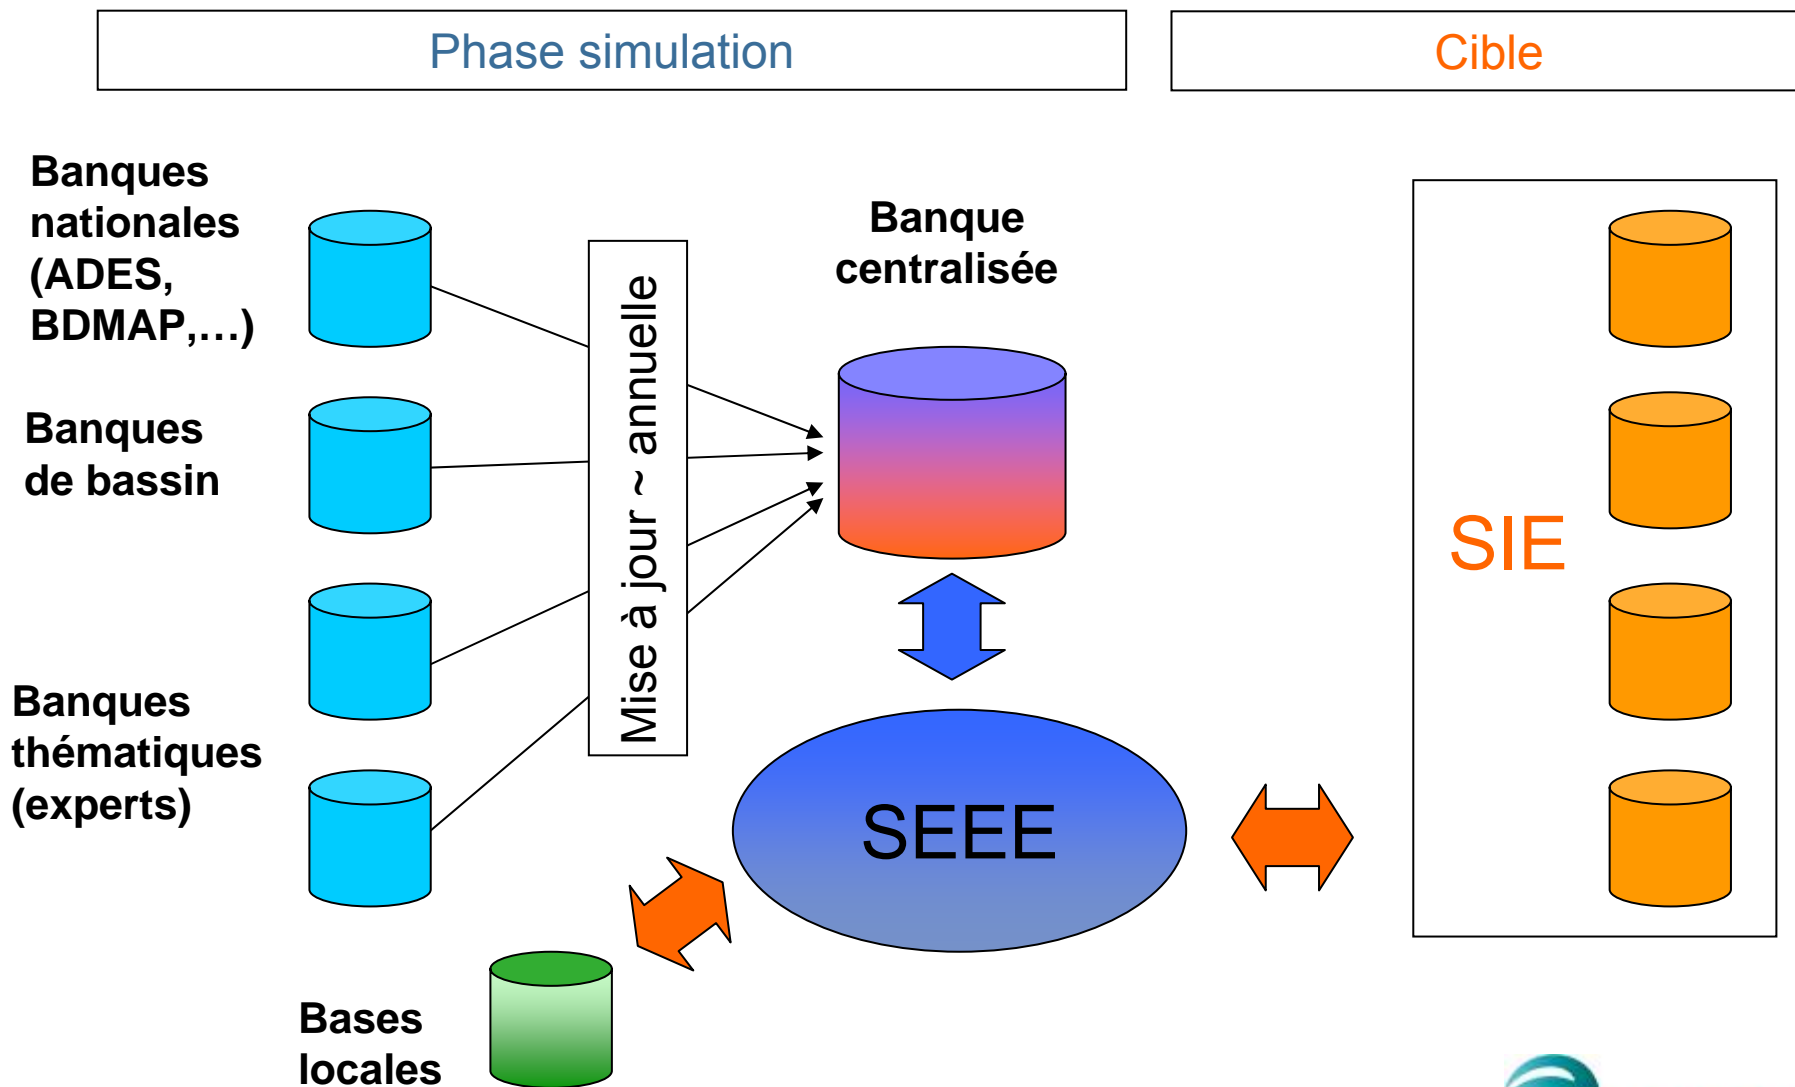 Phase simulation
Cible
Banques
nationales
(ADES,
BDMAP,…)
Banques
de bassin
Banques
thématiques
(experts)
Mise à jour ~ annuelle
Banque
centralisée
SEEE
SIE
Bases
locales